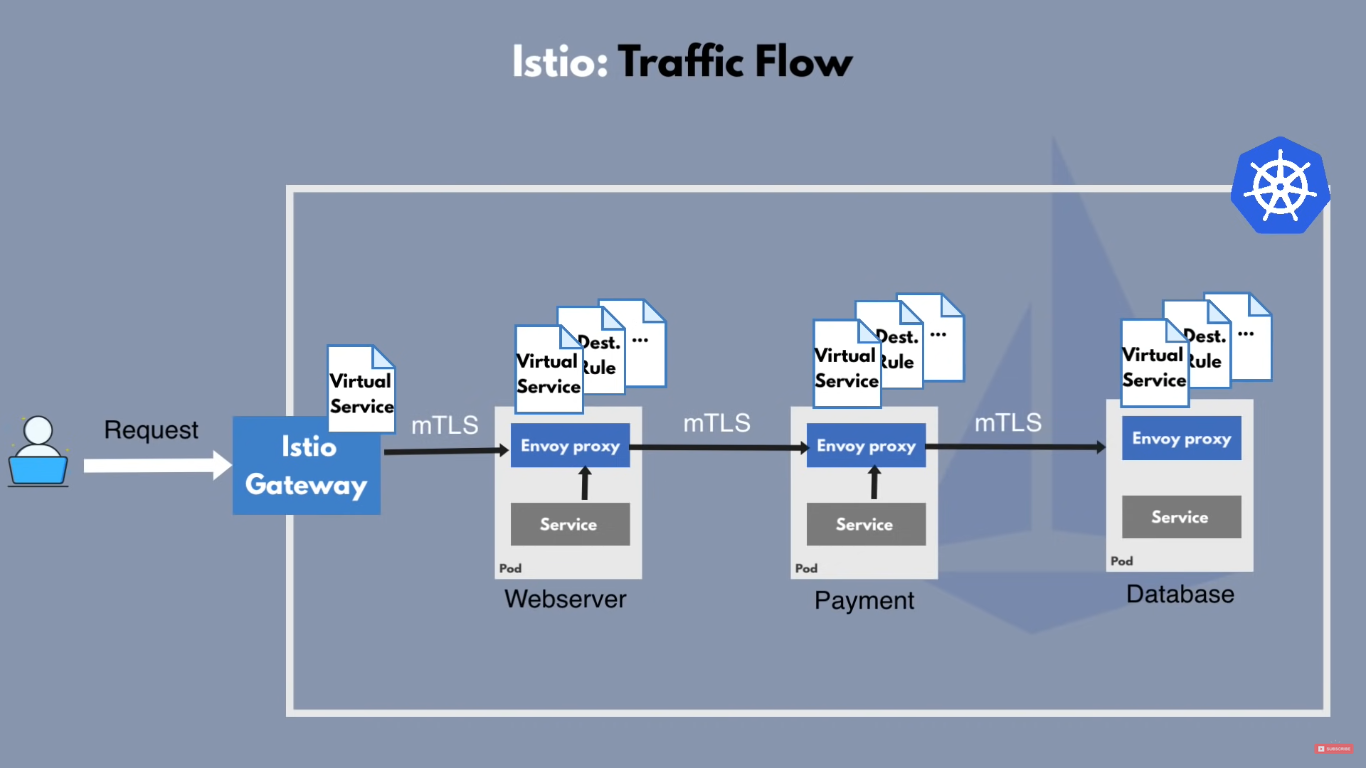 Istio: Traffic Flow
Request
Istio
Gateway
Virtual
Service
mTLS
Virtual
Service
Dest.
Rule
...
Envoy proxy
Service
Pod
Webserver
mTLS
Virtual
Service
Dest.
Rule
...
Envoy proxy
Service
Pod
Payment
mTLS
Virtual
Service
Dest.
Rule
...
Envoy proxy
Service
Pod
Database
SUBSCRIBE